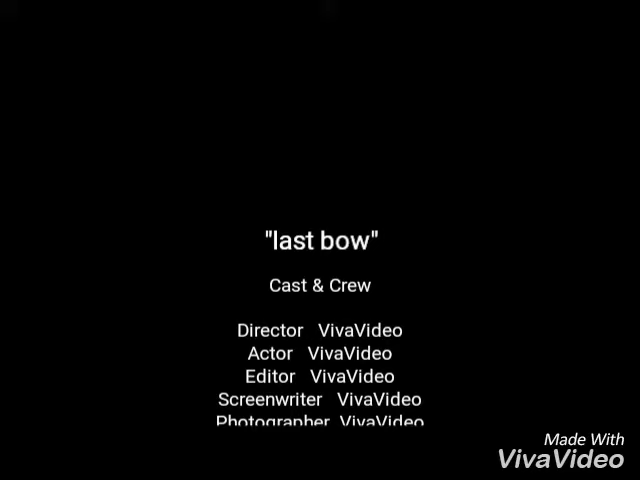 "last bow"
Cast & Crew
Director VivaVideo
Actor VivaVideo
Editor VivaVideo
Screenwriter VivaVideo
Photographer VivaVideo
Made With
VivaVideo